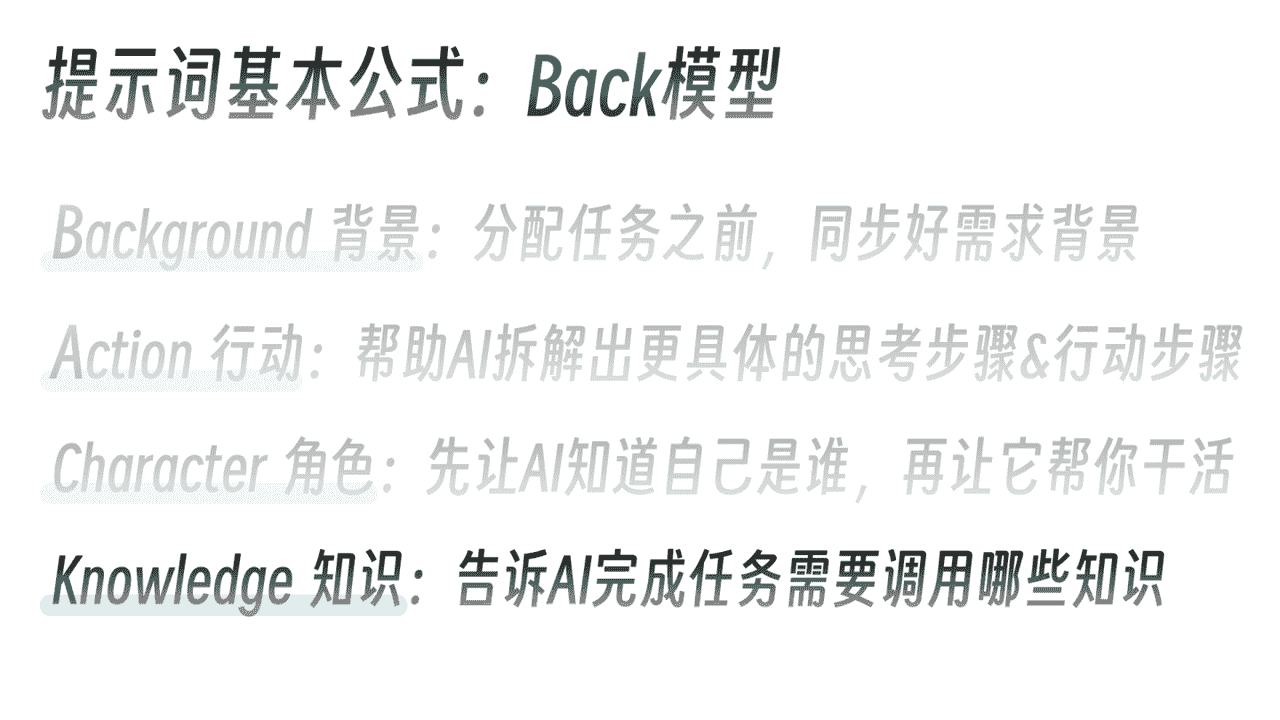 提示词基本公式：Back模型
Background 背景：分配任务之前，同步好需求背景
Action 行动：帮助AI拆解出更具体的思考步骤&行动步骤
Character 角色：先让AI知道自己是谁，再让它帮你干活
Knowledge 知识：告诉AI完成任务需要调用哪些知识